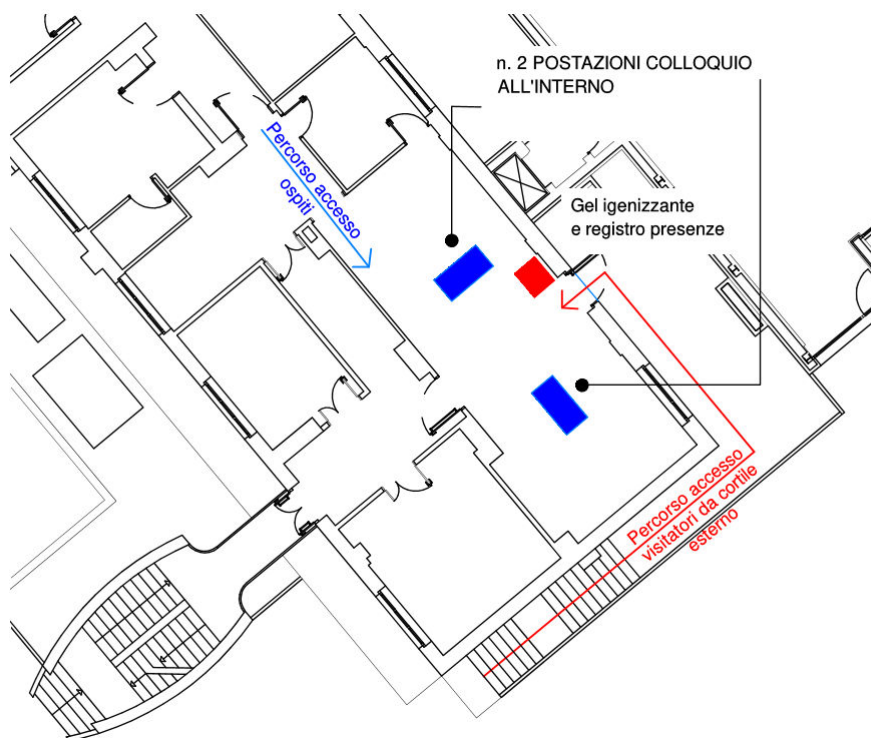 n. 2 POSTAZIONI COLLOQUIO
ALL'INTERNO
Percorso accesso
ospiti
Gel igenizzante
e registro presenze
Percorso accesso
visitatori da cortile
esterno